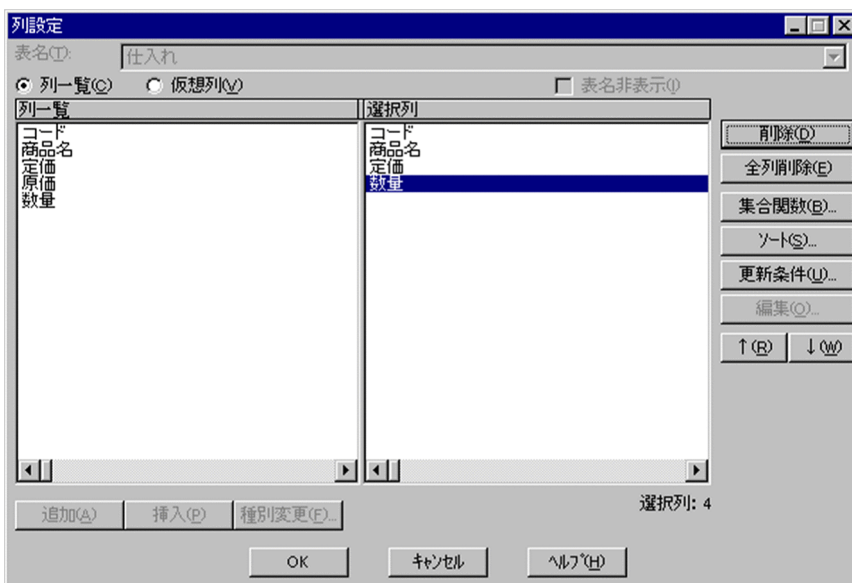 列設定
表名(T): 仕入れ
列一覧(C) 仮想列(V) 表名非表示(I)
列一覧 選択列
コード
商品名
定価
原価
数量
コード
商品名
定価
数量
削除(D)
全列削除(E)
集合関数(B)...
ソート(S)...
更新条件(U)...
編集(O)...
↑(R) ↓(W)
選択列: 4
追加(A) 挿入(P) 種別変更(F)...
OK キャンセル ヘルプ(H)